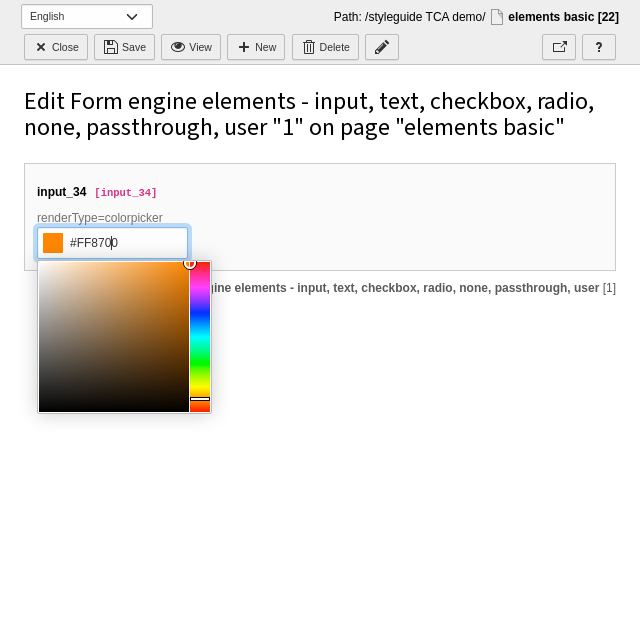 English
Path: /styleguide TCA demo/ elements basic [22]
Close Save View New Delete ?
Edit Form engine elements - input, text, checkbox, radio,
none, passthrough, user "1" on page "elements basic"
input_34 [input_34]
renderType=colorpicker
#FF8700
elements - input, text, checkbox, radio, none, passthrough, user [1]